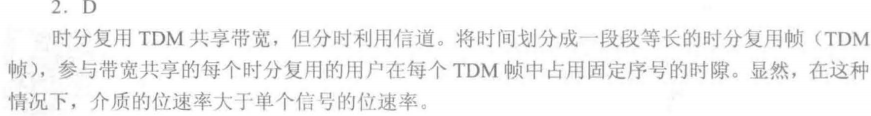 2. D
时分复用 TDM 共享带宽，但分时利用信道。将时间划分成一段段等长的时分复用帧（TDM
帧），参与带宽共享的每个时分复用的用户在每个 TDM 帧中占用固定序号的时隙。显然，在这种
情况下，介质的位速率大于单个信号的位速率。